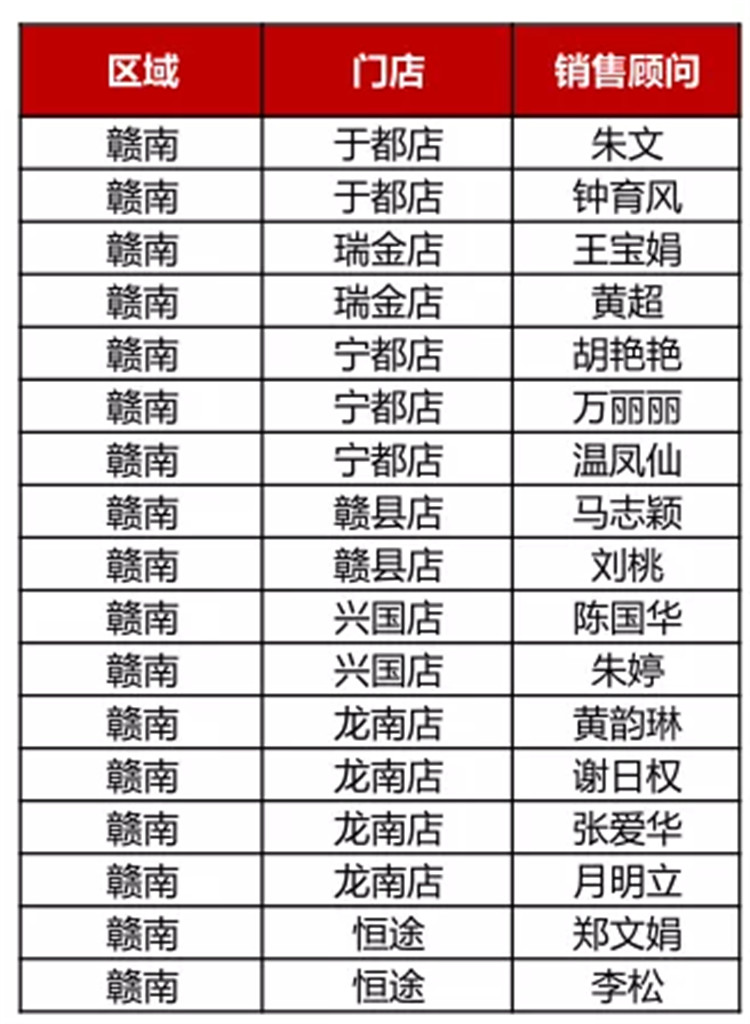 区域 门店 销售顾问
赣南 于都店 朱文
赣南 于都店 钟育风
赣南 瑞金店 王宝娟
赣南 瑞金店 黄超
赣南 宁都店 胡艳艳
赣南 宁都店 万丽丽
赣南 宁都店 温凤仙
赣南 赣县店 马志颖
赣南 赣县店 刘桃
赣南 兴国店 陈国华
赣南 兴国店 朱婷
赣南 龙南店 黄韵琳
赣南 龙南店 谢日权
赣南 龙南店 张爱华
赣南 龙南店 月明立
赣南 恒途 郑文娟
赣南 恒途 李松